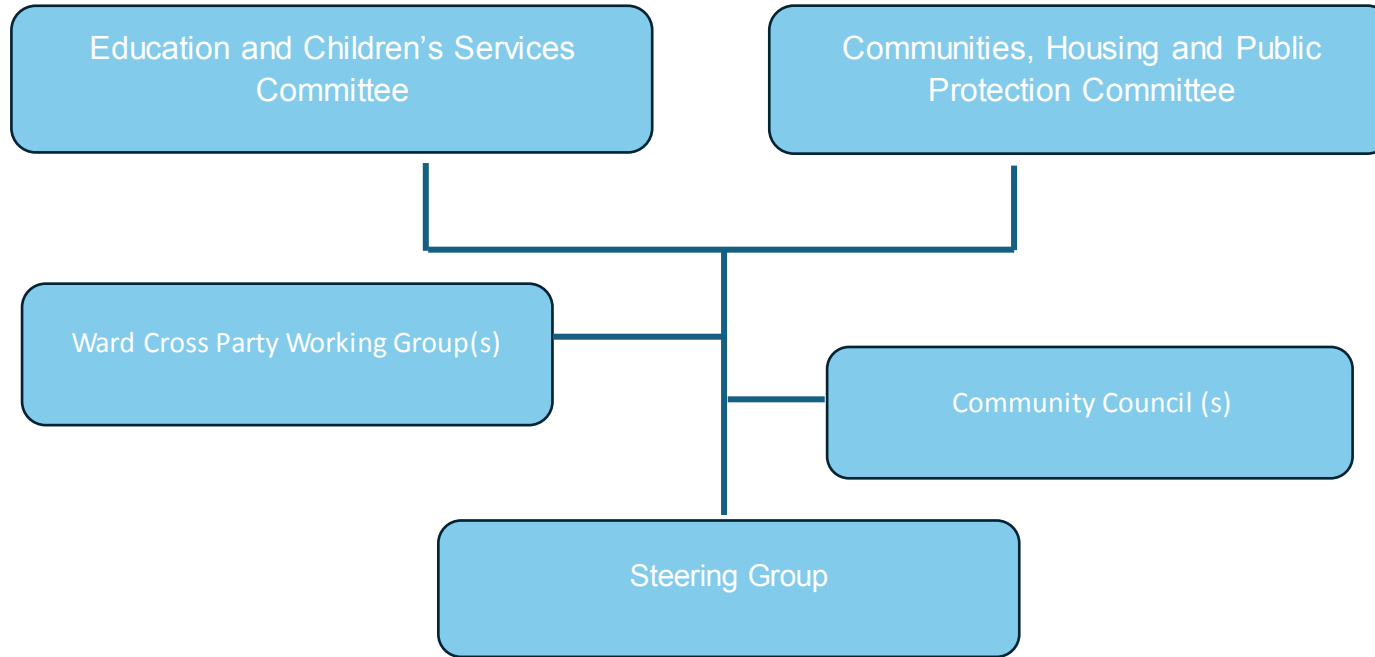 Education and Children’s Services
Committee
Communities, Housing and Public
Protection Committee
Ward Cross Party Working Group(s)
Community Council (s)
Steering Group